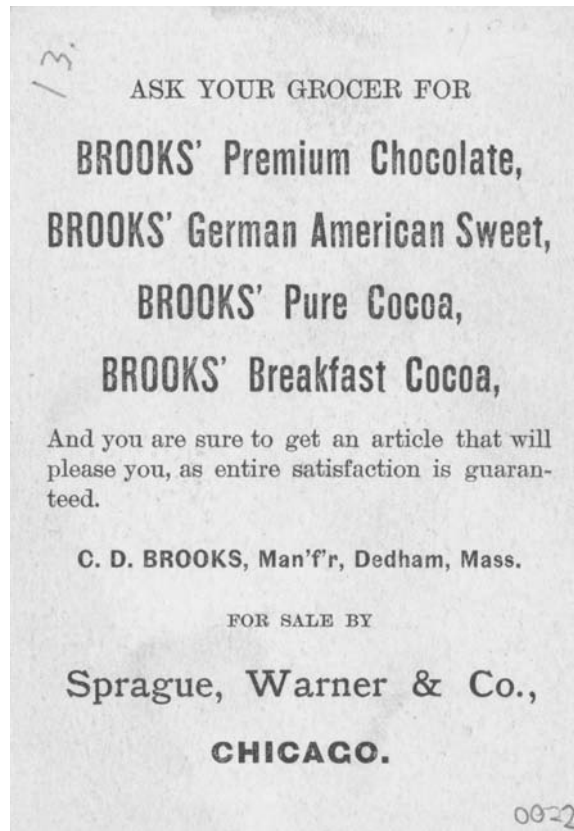 13.
ASK YOUR GROCER FOR
BROOKS' Premium Chocolate,
BROOKS' German American Sweet,
BROOKS' Pure Cocoa,
BROOKS' Breakfast Cocoa,
And you are sure to get an article that will
please you, as entire satisfaction is guaran-
teed.
C. D. BROOKS, Man'f'r, Dedham, Mass.
FOR SALE BY
Sprague, Warner & Co.,
CHICAGO.
0022